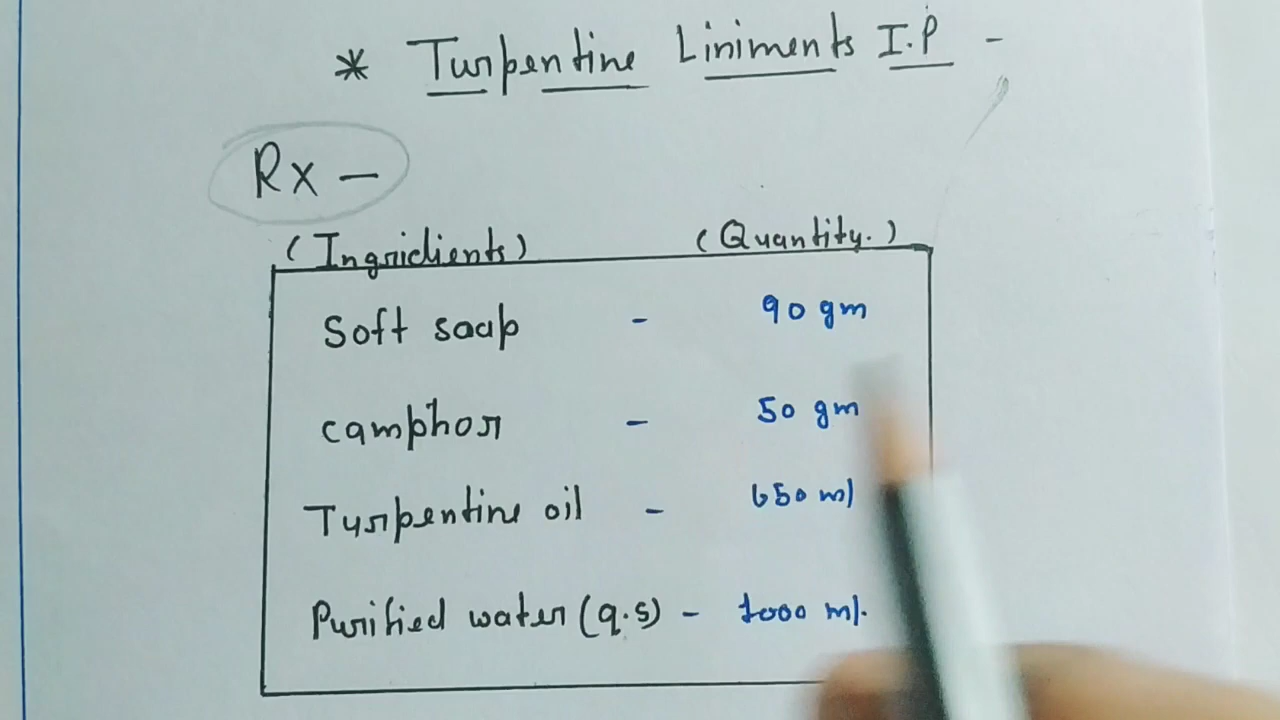 * Turpentine Liniments I.P -
Rx -
(Ingridients) (Quantity.)
Soft soap - 90 gm
camphor - 50 gm
Turpentine oil - 650 ml
Purified water (q.s) - 1000 ml.